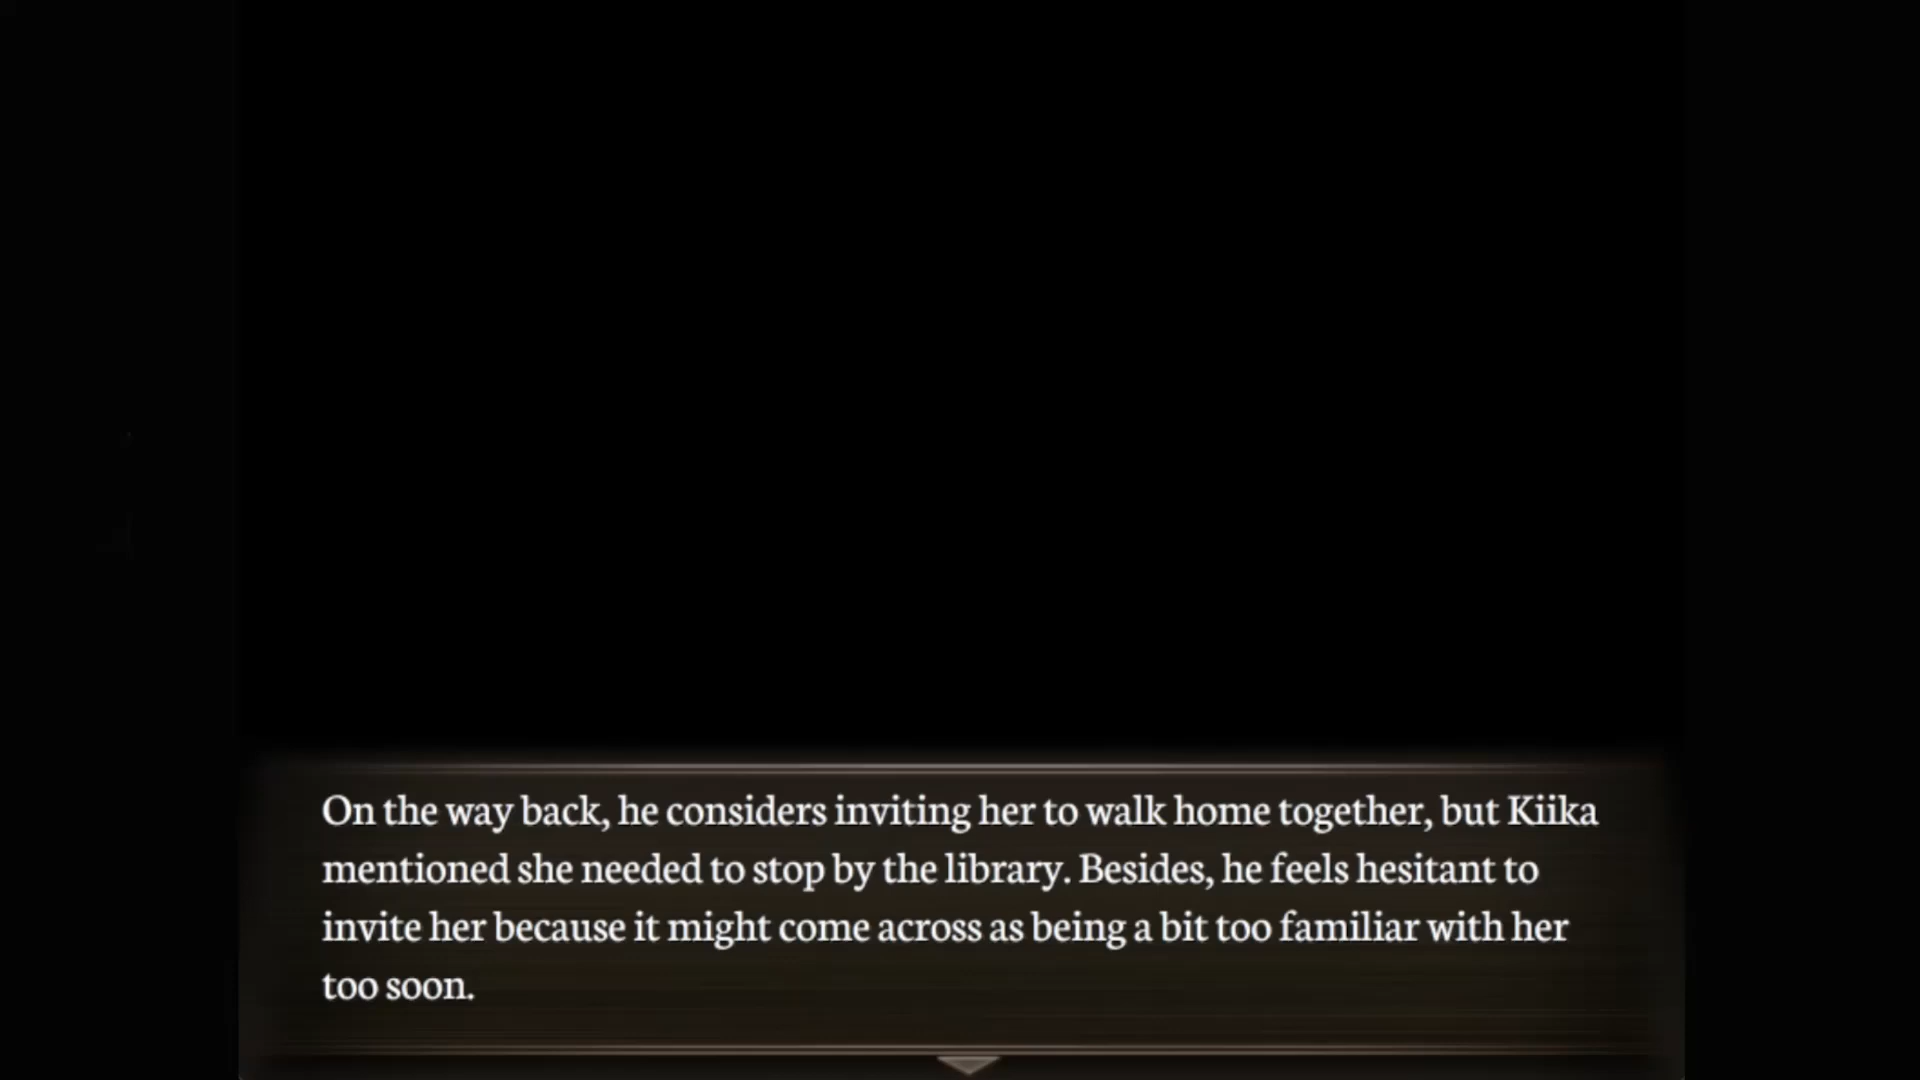 On the way back, he considers inviting her to walk home together, but Kiika
mentioned she needed to stop by the library. Besides, he feels hesitant to
invite her because it might come across as being a bit too familiar with her
too soon.